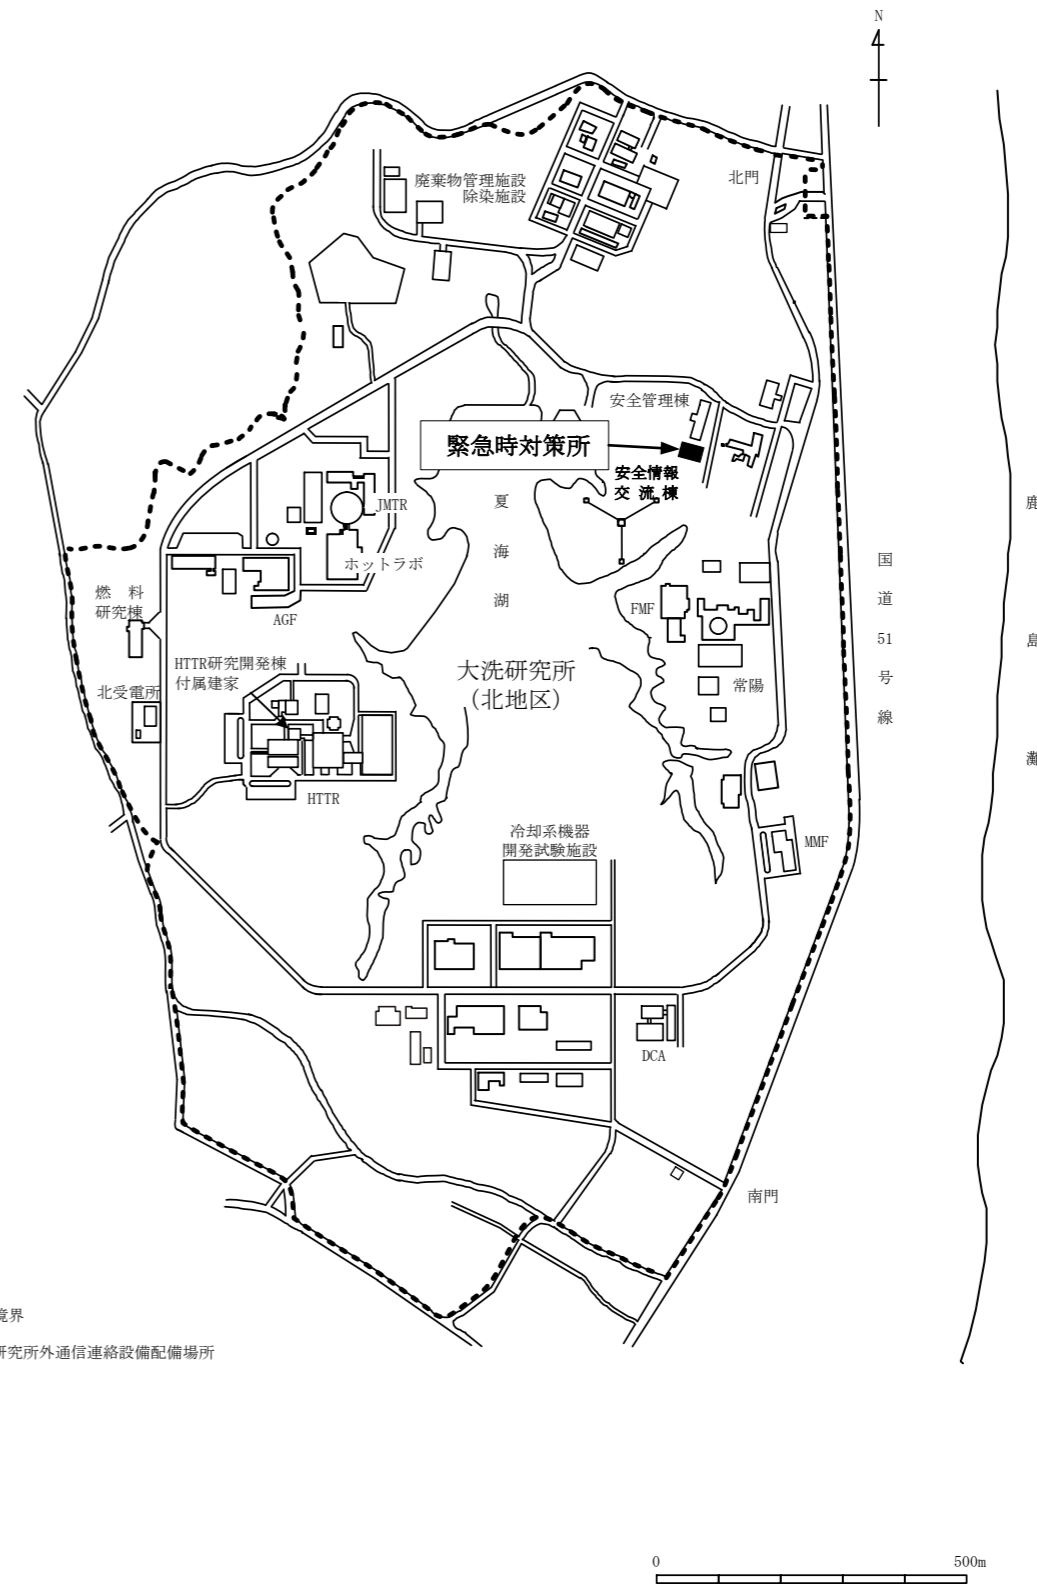 N
北門
廃棄物管理施設
除染施設
安全管理棟
緊急時対策所
安全情報
交流棟
JMTR
夏海湖
ホットラボ
国道51号線
鹿島灘
燃料
研究棟
AGF
FMF
HTTR研究開発棟
付属建家
大洗研究所
(北地区)
北受電所
常陽
HTTR
冷却系機器
開発試験施設
MMF
DCA
南門
境界
研究所外通信連絡設備配備場所
0 500m